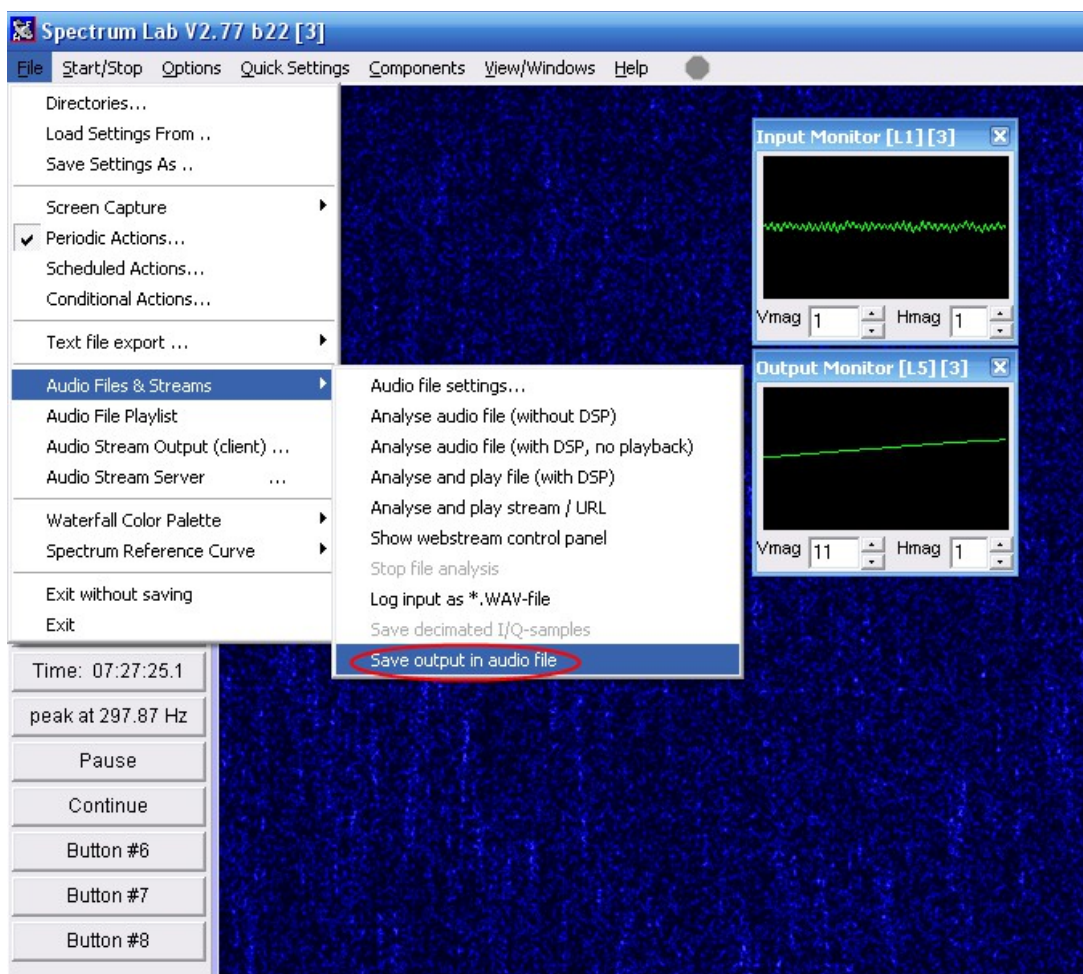 Spectrum Lab V2.77 b22 [3]
File Start/Stop Options Quick Settings Components View/Windows Help
Directories...
Load Settings From ..
Save Settings As ..
Screen Capture
Periodic Actions...
Scheduled Actions...
Conditional Actions...
Text file export ...
Audio Files & Streams
Audio File Playlist
Audio Stream Output (client) ...
Audio Stream Server ...
Waterfall Color Palette
Spectrum Reference Curve
Exit without saving
Exit
Audio file settings...
Analyse audio file (without DSP)
Analyse audio file (with DSP, no playback)
Analyse and play file (with DSP)
Analyse and play stream / URL
Show webstream control panel
Stop file analysis
Log input as *.WAV-file
Save decimated I/Q-samples
Save output in audio file
Input Monitor [L1] [3]
Vmag 1 Hmag 1
Output Monitor [L5] [3]
Vmag 11 Hmag 1
Time: 07:27:25.1
peak at 297.87 Hz
Pause
Continue
Button #6
Button #7
Button #8